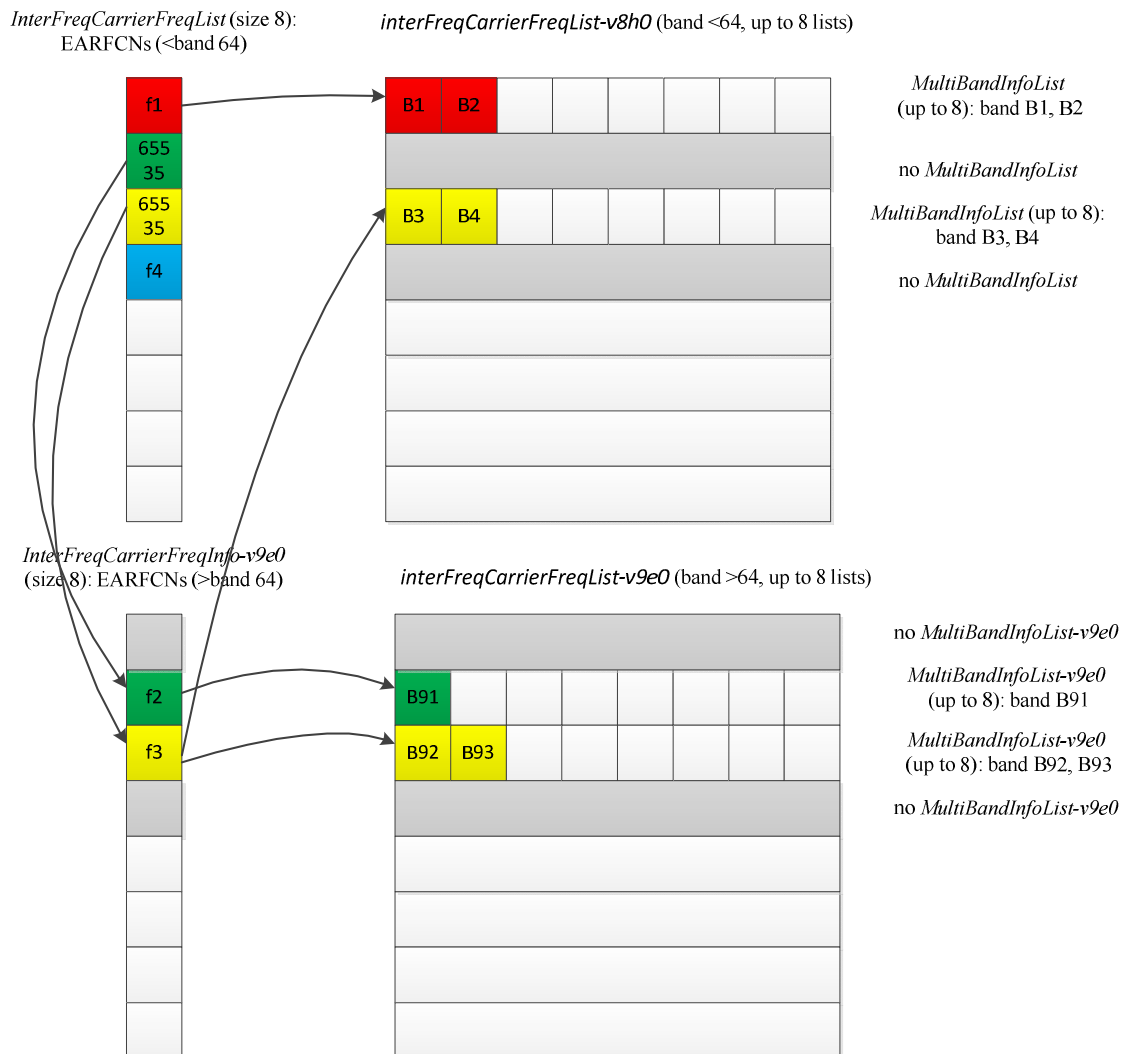 InterFreqCarrierFreqList (size 8):
EARFCNs (<band 64)
interFreqCarrierFreqList-v8h0 (band <64, up to 8 lists)
f1
B1 B2
MultiBandInfoList
(up to 8): band B1, B2
655
35
no MultiBandInfoList
655
35
B3 B4
MultiBandInfoList (up to 8):
band B3, B4
f4
no MultiBandInfoList
InterFreqCarrierFreqInfo-v9e0
(size 8): EARFCNs (>band 64)
interFreqCarrierFreqList-v9e0 (band >64, up to 8 lists)
no MultiBandInfoList-v9e0
f2
B91
MultiBandInfoList-v9e0
(up to 8): band B91
f3
B92 B93
MultiBandInfoList-v9e0
(up to 8): band B92, B93
no MultiBandInfoList-v9e0